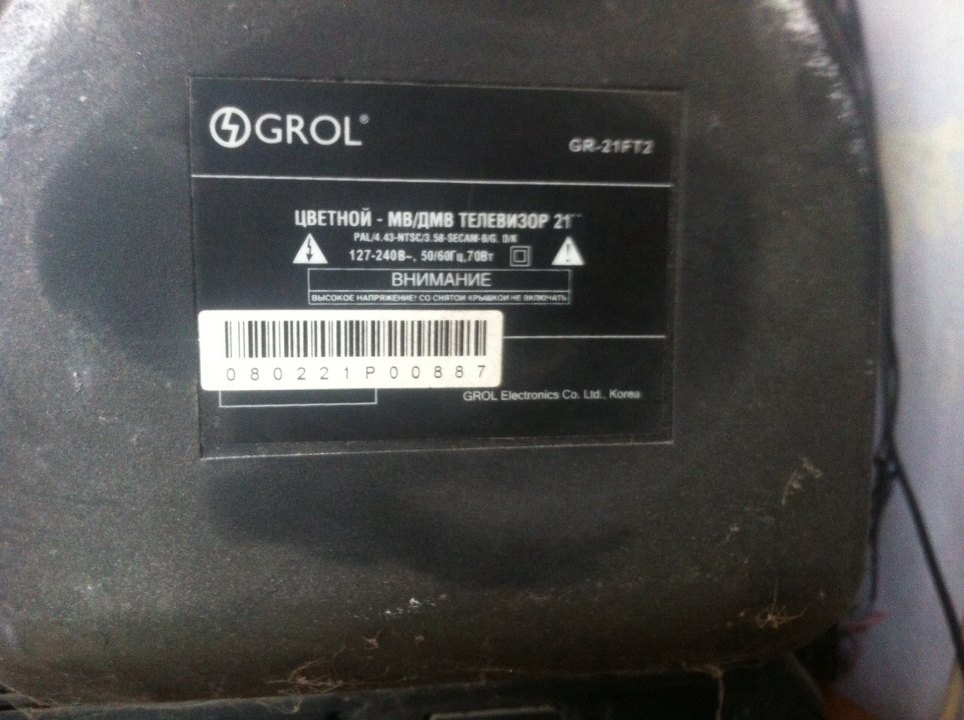 GROL®
GR-21FT2
ЦВЕТНОЙ - МВ/ДМВ ТЕЛЕВИЗОР 21"
PAL/4.43-NTSC/3.58-SECAM-B/G, D/K
127-240В~, 50/60Гц,70Вт
ВНИМАНИЕ
ВЫСОКОЕ НАПРЯЖЕНИЕ! СО СНЯТОЙ КРЫШКОЙ НЕ ВКЛЮЧАТЬ
080221P00887
GROL Electronics Co. Ltd., Korea